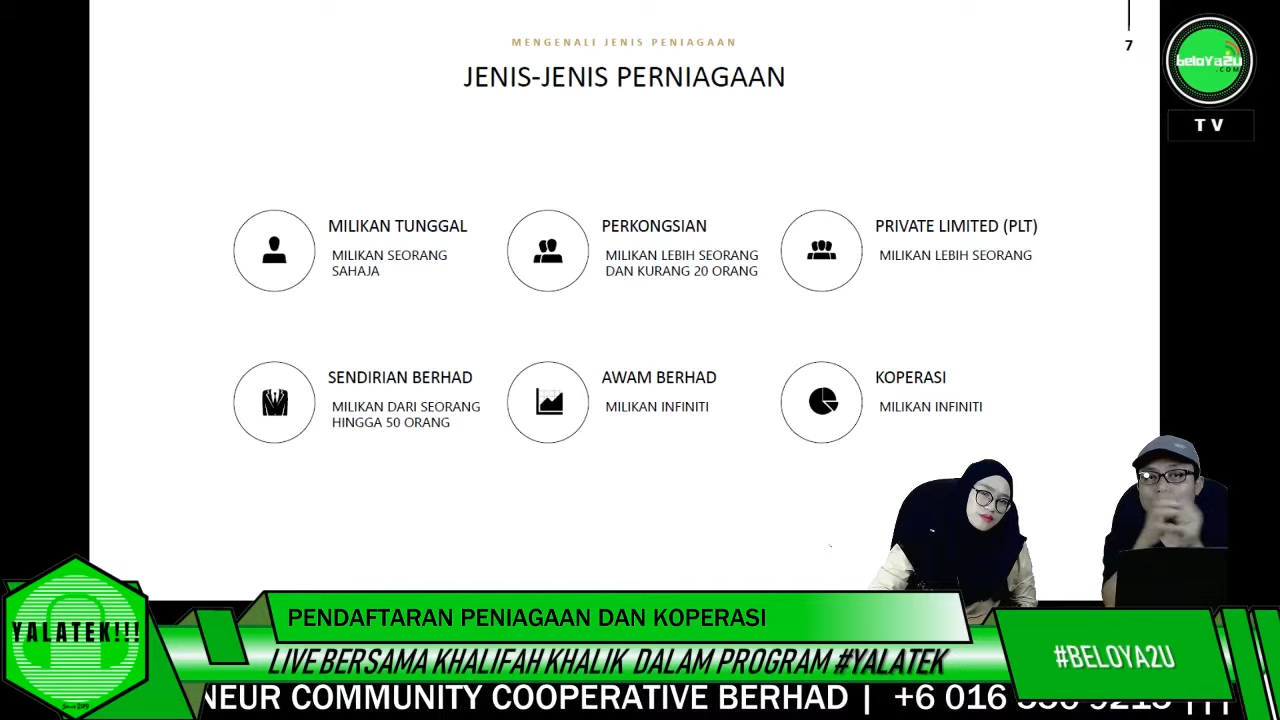 MENGENALI JENIS PENIAGAAN
7
JENIS-JENIS PERNIAGAAN
beloYa2u
.COM
TV
MILIKAN TUNGGAL
MILIKAN SEORANG
SAHAJA
PERKONGSIAN
MILIKAN LEBIH SEORANG
DAN KURANG 20 ORANG
PRIVATE LIMITED (PLT)
MILIKAN LEBIH SEORANG
SENDIRIAN BERHAD
MILIKAN DARI SEORANG
HINGGA 50 ORANG
AWAM BERHAD
MILIKAN INFINITI
KOPERASI
MILIKAN INFINITI
PENDAFTARAN PENIAGAAN DAN KOPERASI
YALATEK!!!
LIVE BERSAMA KHALIFAH KHALIK DALAM PROGRAM #YALATEK
#BELOYA2U
NEUR COMMUNITY COOPERATIVE BERHAD | +6 016